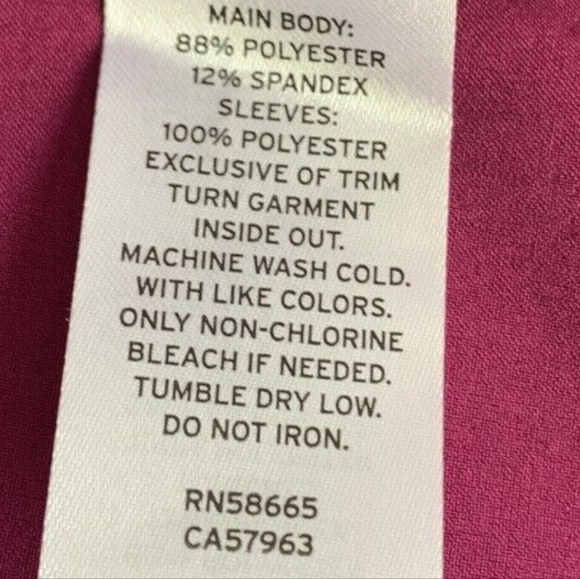 MAIN BODY:
88% POLYESTER
12% SPANDEX
SLEEVES:
100% POLYESTER
EXCLUSIVE OF TRIM
TURN GARMENT
INSIDE OUT.
MACHINE WASH COLD.
WITH LIKE COLORS.
ONLY NON-CHLORINE
BLEACH IF NEEDED.
TUMBLE DRY LOW.
DO NOT IRON.
RN58665
CA57963